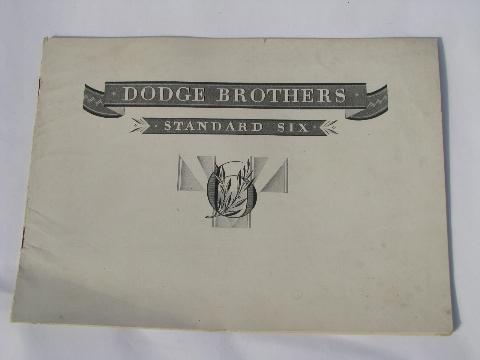 DODGE BROTHERS
STANDARD SIX